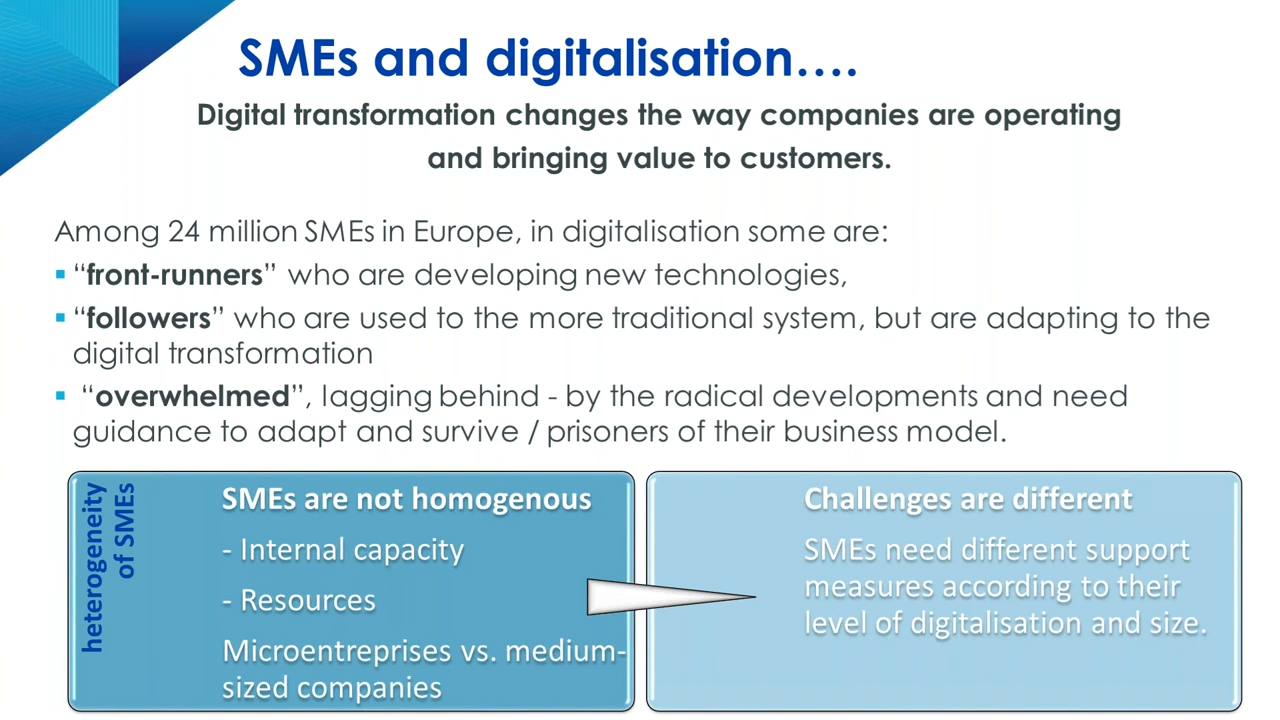 SMEs and digitalisation....
Digital transformation changes the way companies are operating
and bringing value to customers.
Among 24 million SMEs in Europe, in digitalisation some are:
▪ “front-runners” who are developing new technologies,
▪ “followers” who are used to the more traditional system, but are adapting to the
digital transformation
▪ “overwhelmed”, lagging behind - by the radical developments and need
guidance to adapt and survive / prisoners of their business model.
heterogeneity
of SMEs
SMEs are not homogenous
- Internal capacity
- Resources
Microentreprises vs. medium-
sized companies
Challenges are different
SMEs need different support
measures according to their
level of digitalisation and size.